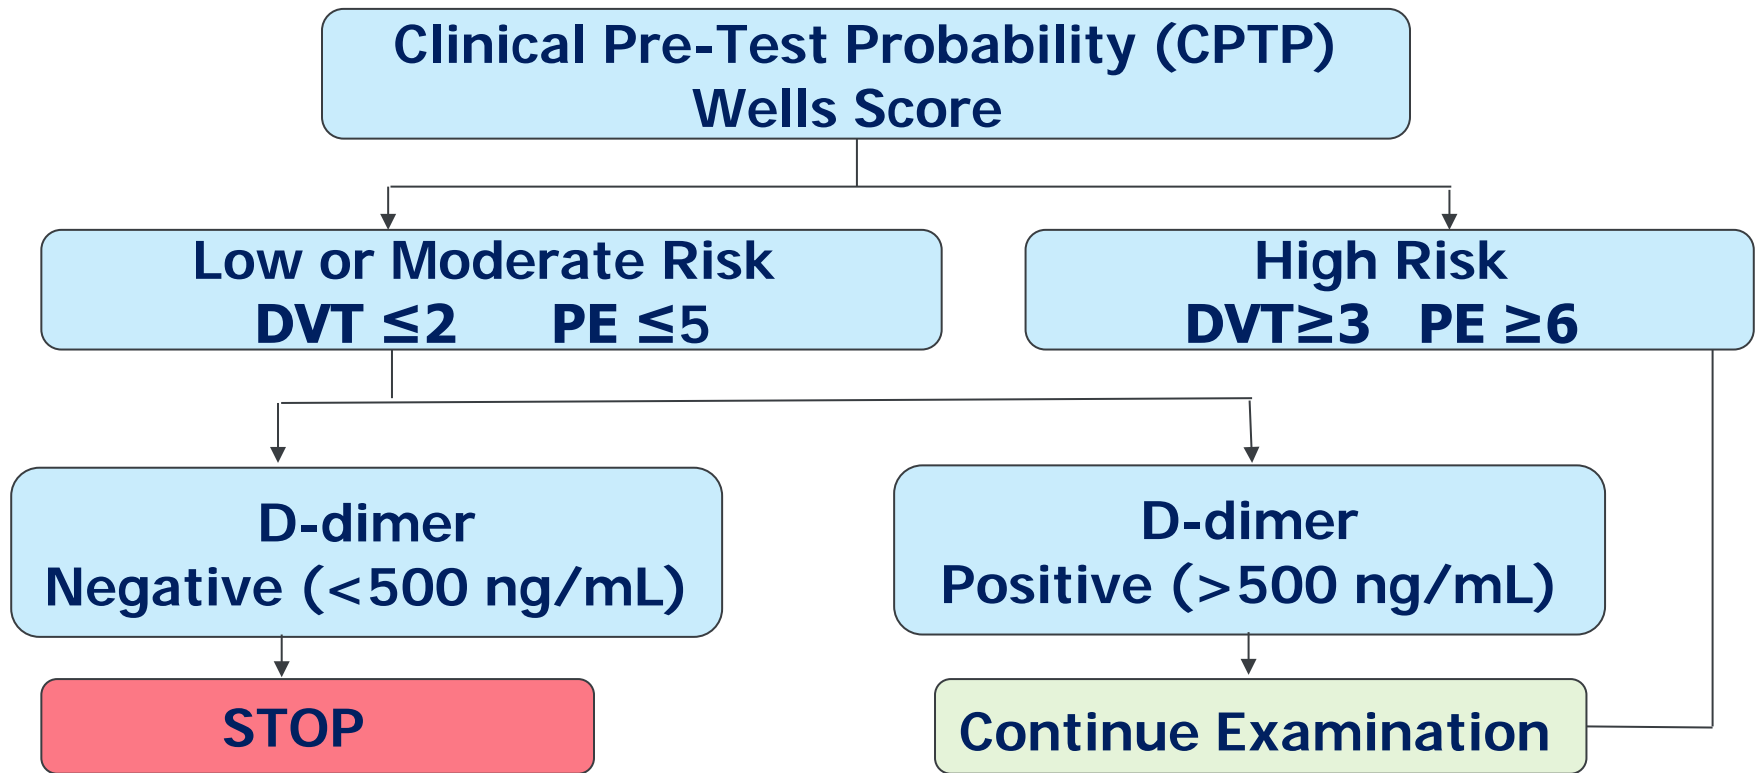 Clinical Pre-Test Probability (CPTP)
Wells Score
Low or Moderate Risk
DVT ≤2 PE ≤5
High Risk
DVT≥3 PE ≥6
D-dimer
Negative (<500 ng/mL)
D-dimer
Positive (>500 ng/mL)
STOP
Continue Examination